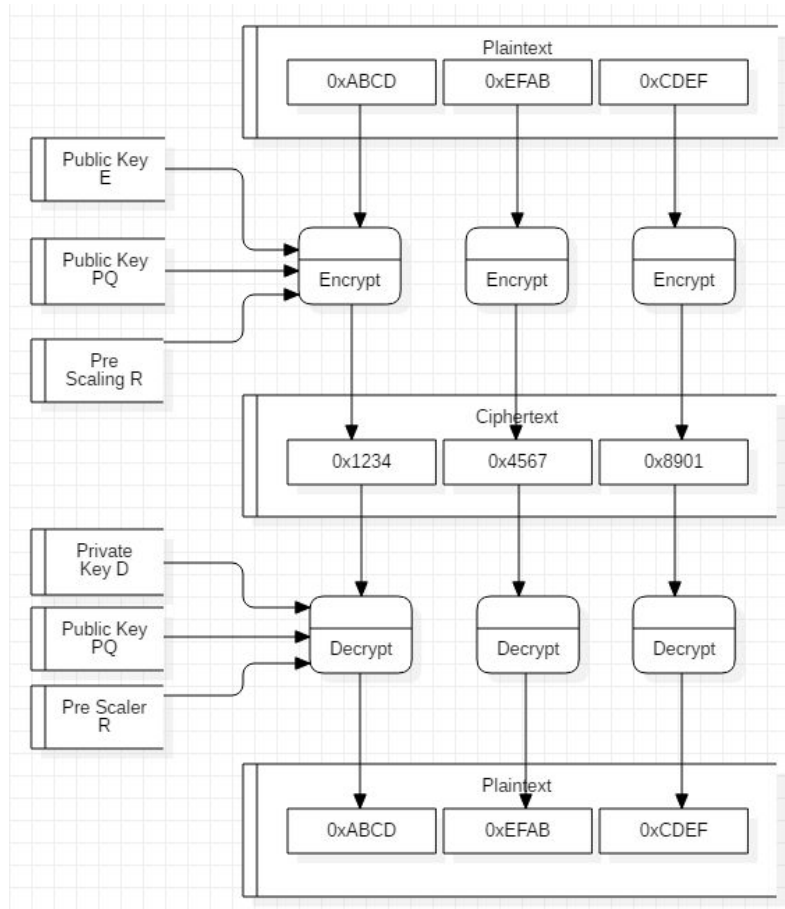 Plaintext
0xABCD 0xEFAB 0xCDEF
Public Key
E
Public Key
PQ
Encrypt Encrypt Encrypt
Pre
Scaling R
Ciphertext
0x1234 0x4567 0x8901
Private
Key D
Public Key
PQ
Decrypt Decrypt Decrypt
Pre Scaler
R
Plaintext
0xABCD 0xEFAB 0xCDEF